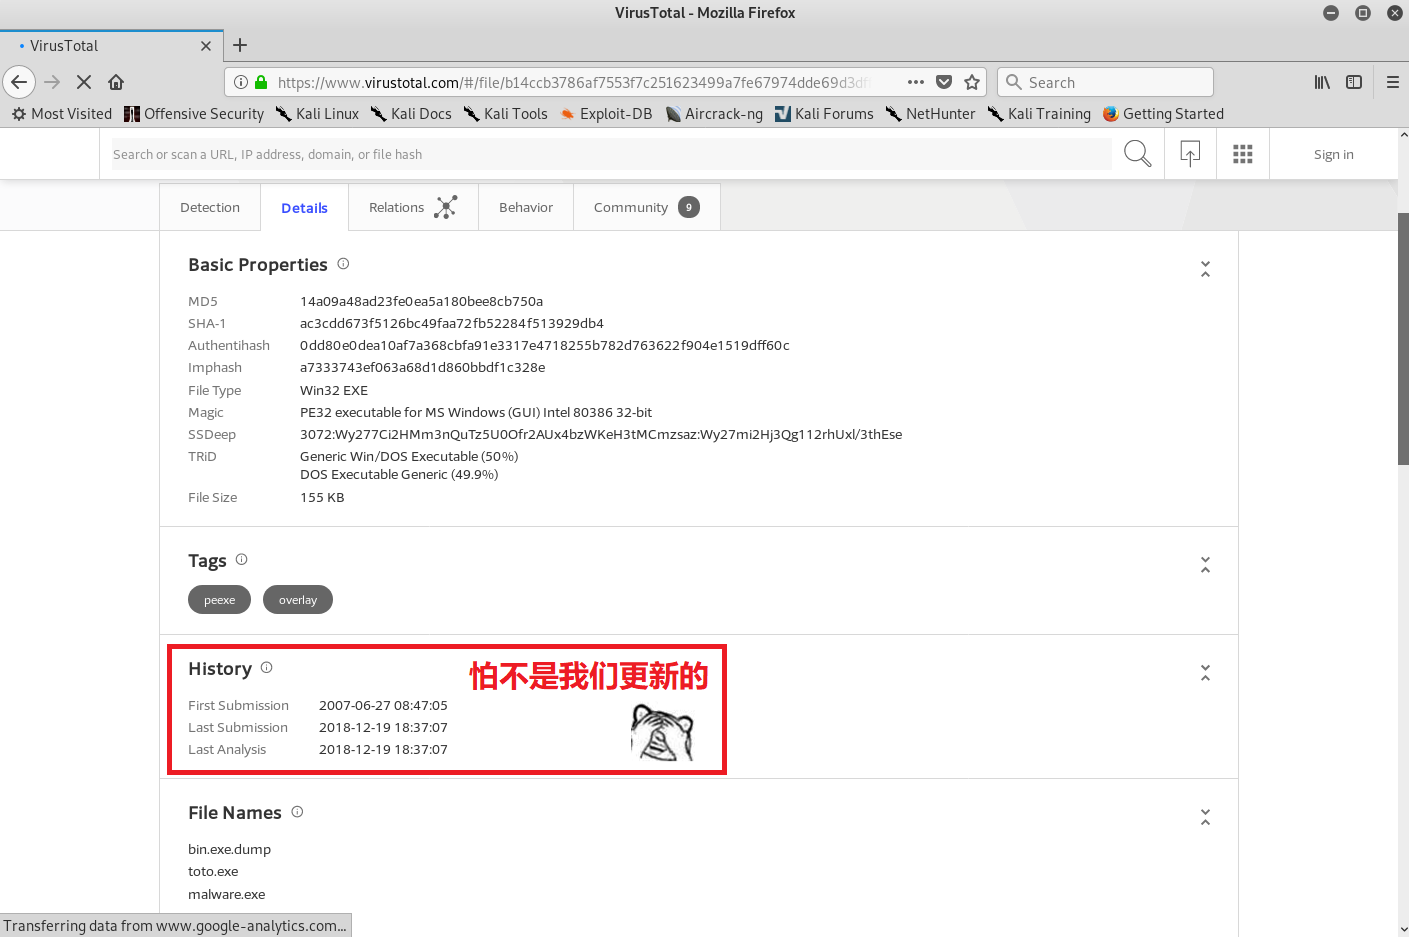 VirusTotal - Mozilla Firefox
VirusTotal
https://www.virustotal.com/#/file/b14ccb3786af7553f7c251623499a7fe67974dde69d3df
Search
Most Visited Offensive Security Kali Linux Kali Docs Kali Tools Exploit-DB Aircrack-ng Kali Forums NetHunter Kali Training Getting Started
Search or scan a URL, IP address, domain, or file hash
Sign in
Detection Details Relations Behavior Community 9
Basic Properties
MD5 14a09a48ad23fe0ea5a180bee8cb750a
SHA-1 ac3cdd673f5126bc49faa72fb52284f513929db4
Authentihash 0dd80e0dea10af7a368cbfa91e3317e4718255b782d763622f904e1519dff60c
Imphash a7333743ef063a68d1d860bbdf1c328e
File Type Win32 EXE
Magic PE32 executable for MS Windows (GUI) Intel 80386 32-bit
SSDeep 3072:Wy277Ci2HMm3nQuTz5U0Ofr2AUx4bzWKeH3tMCmzsaz:Wy27mi2Hj3Qg112rhUxl/3thEse
TRiD Generic Win/DOS Executable (50%)
DOS Executable Generic (49.9%)
File Size 155 KB
Tags
peexe overlay
History
怕不是我们更新的
First Submission 2007-06-27 08:47:05
Last Submission 2018-12-19 18:37:07
Last Analysis 2018-12-19 18:37:07
File Names
bin.exe.dump
toto.exe
malware.exe
Transferring data from www.google-analytics.com...